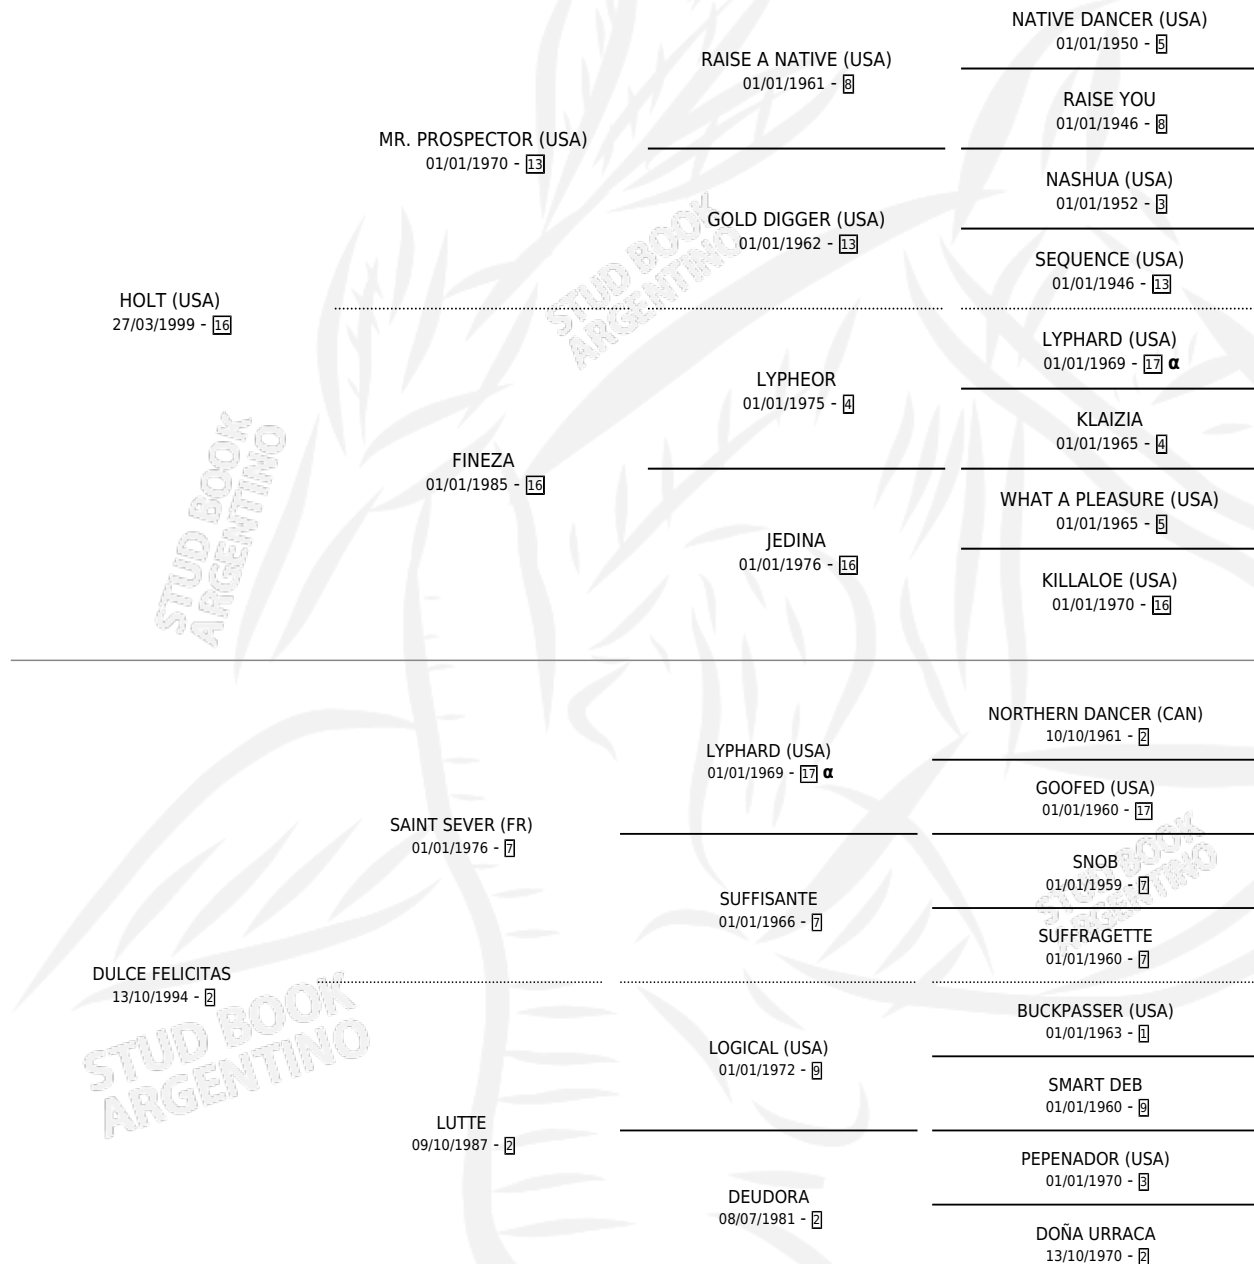 NATIVE DANCER (USA)
01/01/1950 - 5
RAISE A NATIVE (USA)
01/01/1961 - 8
RAISE YOU
01/01/1946 - 8
MR. PROSPECTOR (USA)
01/01/1970 - 13
NASHUA (USA)
01/01/1952 - 3
GOLD DIGGER (USA)
01/01/1962 - 13
SEQUENCE (USA)
01/01/1946 - 13
HOLT (USA)
27/03/1999 - 16
LYPHARD (USA)
01/01/1969 - 17 α
LYPHEOR
01/01/1975 - 4
KLAIZIA
01/01/1965 - 4
FINEZA
01/01/1985 - 16
WHAT A PLEASURE (USA)
01/01/1965 - 5
JEDINA
01/01/1976 - 16
KILLALOE (USA)
01/01/1970 - 16
NORTHERN DANCER (CAN)
10/10/1961 - 2
LYPHARD (USA)
01/01/1969 - 17 α
GOOFED (USA)
01/01/1960 - 17
SAINT SEVER (FR)
01/01/1976 - 7
SNOB
01/01/1959 - 7
SUFFISANTE
01/01/1966 - 7
SUFFRAGETTE
01/01/1960 - 7
DULCE FELICITAS
13/10/1994 - 2
BUCKPASSER (USA)
01/01/1963 - 1
LOGICAL (USA)
01/01/1972 - 9
SMART DEB
01/01/1960 - 9
LUTTE
09/10/1987 - 2
PEPENADOR (USA)
01/01/1970 - 3
DEUDORA
08/07/1981 - 2
DOÑA URRACA
13/10/1970 - 2
STUD BOOK
ARGENTINO
STUD BOOK
ARGENTINO
STUD BOOK
ARGENTINO
STUD BOOK
ARGENTINO